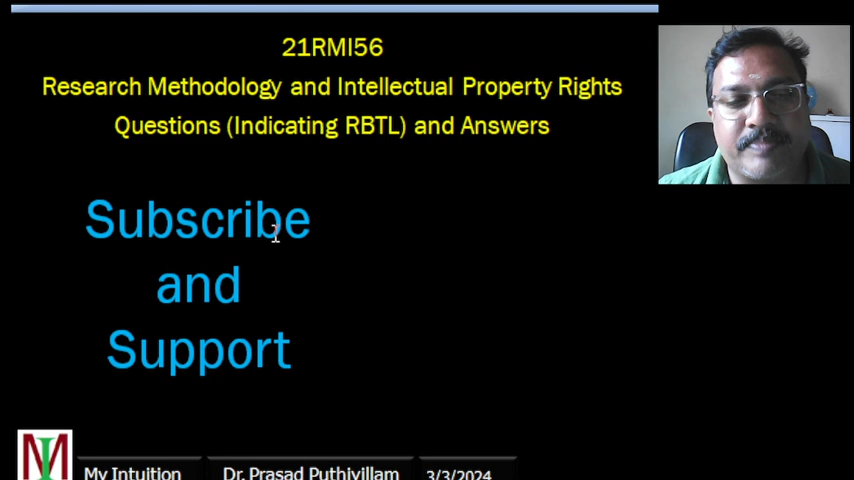 21RMI56
Research Methodology and Intellectual Property Rights
Questions (Indicating RBTL) and Answers
Subscribe
and
Support
MI
My Intuition
Dr. Prasad Puthiyillam
3/3/2024